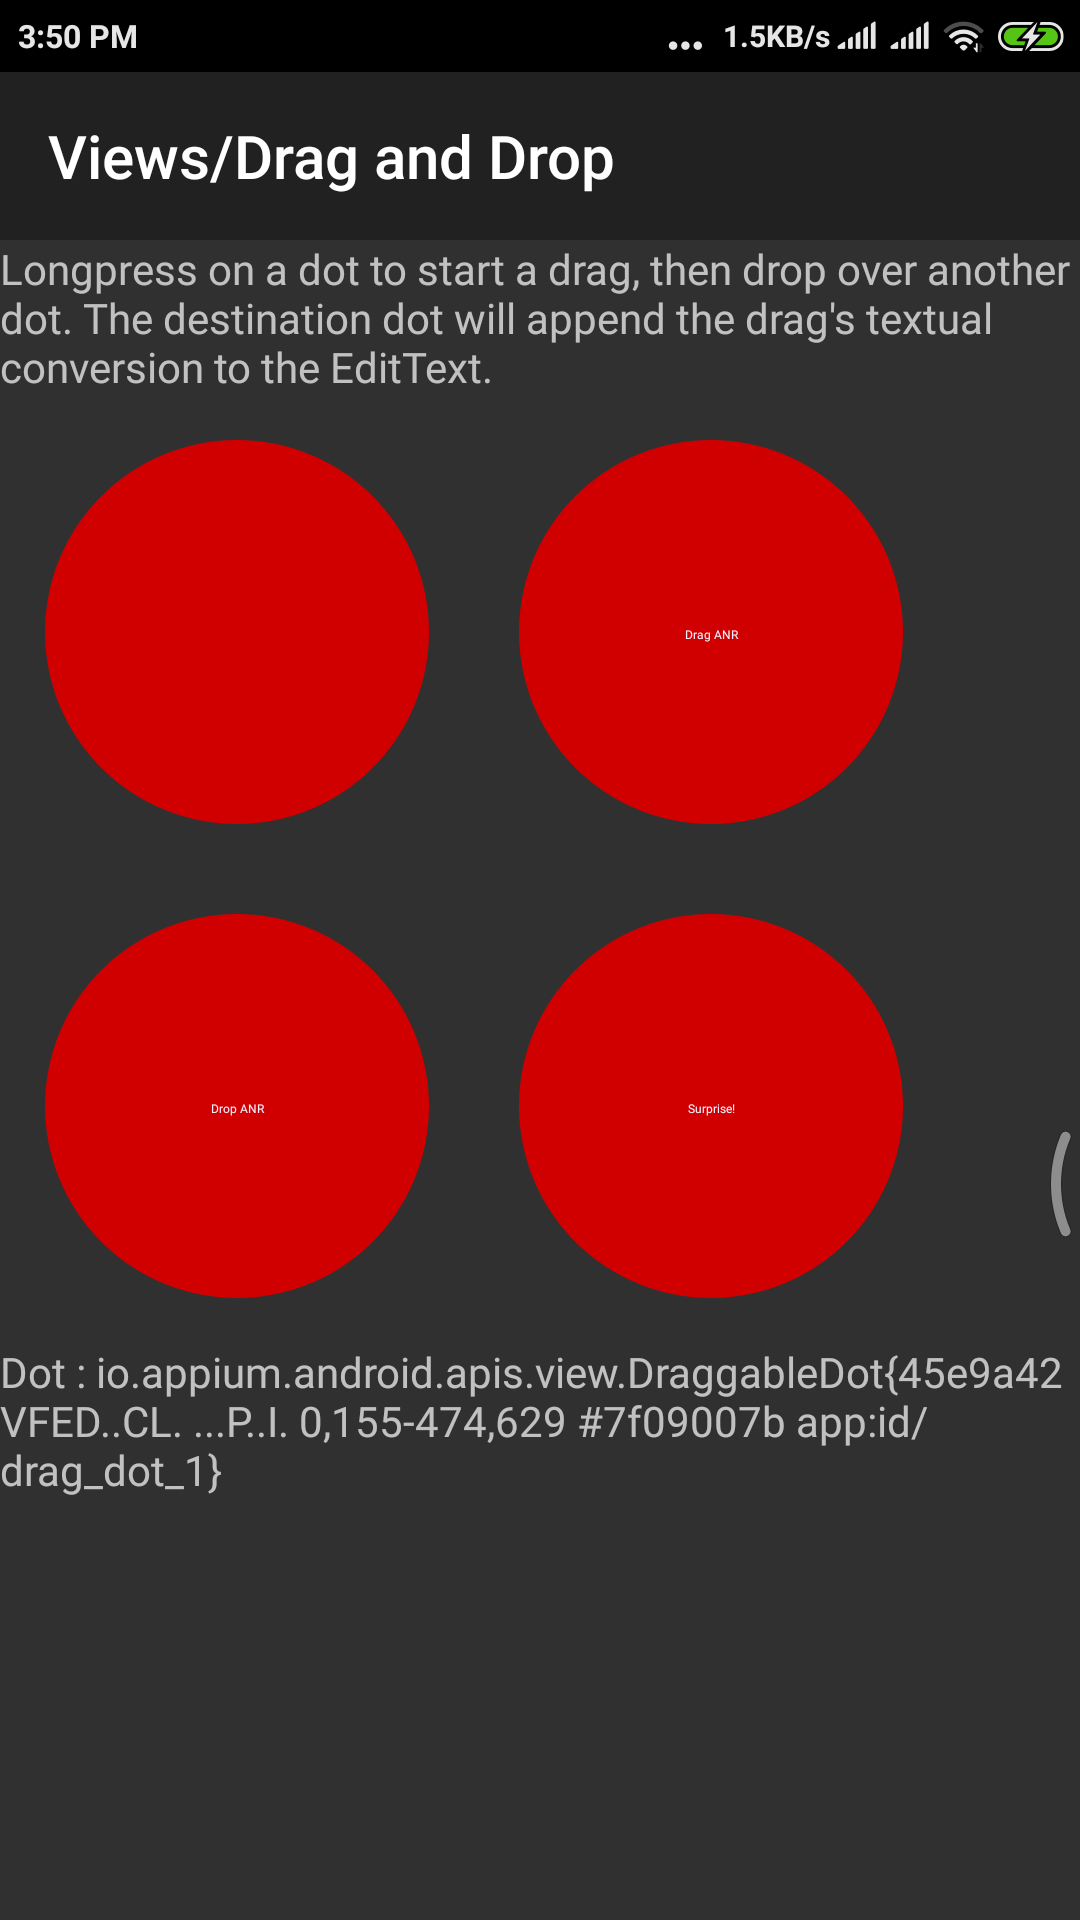 3:50 PM
... 1.5KB/s
Views/Drag and Drop
Longpress on a dot to start a drag, then drop over another
dot. The destination dot will append the drag's textual
conversion to the EditText.
Drag ANR
Drop ANR
Surprise!
Dot : io.appium.android.apis.view.DraggableDot{45e9a42
VFED..CL. ...P..I. 0,155-474,629 #7f09007b app:id/
drag_dot_1}